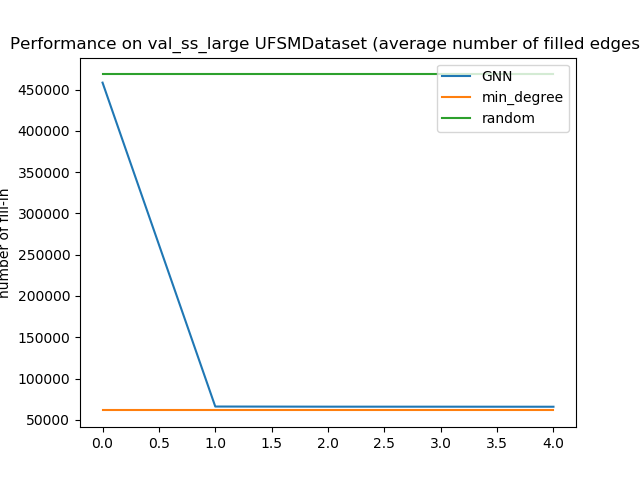 Performance on val_ss_large UFSMDataset (average number of filled edges
number of fill-in
450000
400000
350000
300000
250000
200000
150000
100000
50000
GNN
min_degree
random
0.0 0.5 1.0 1.5 2.0 2.5 3.0 3.5 4.0